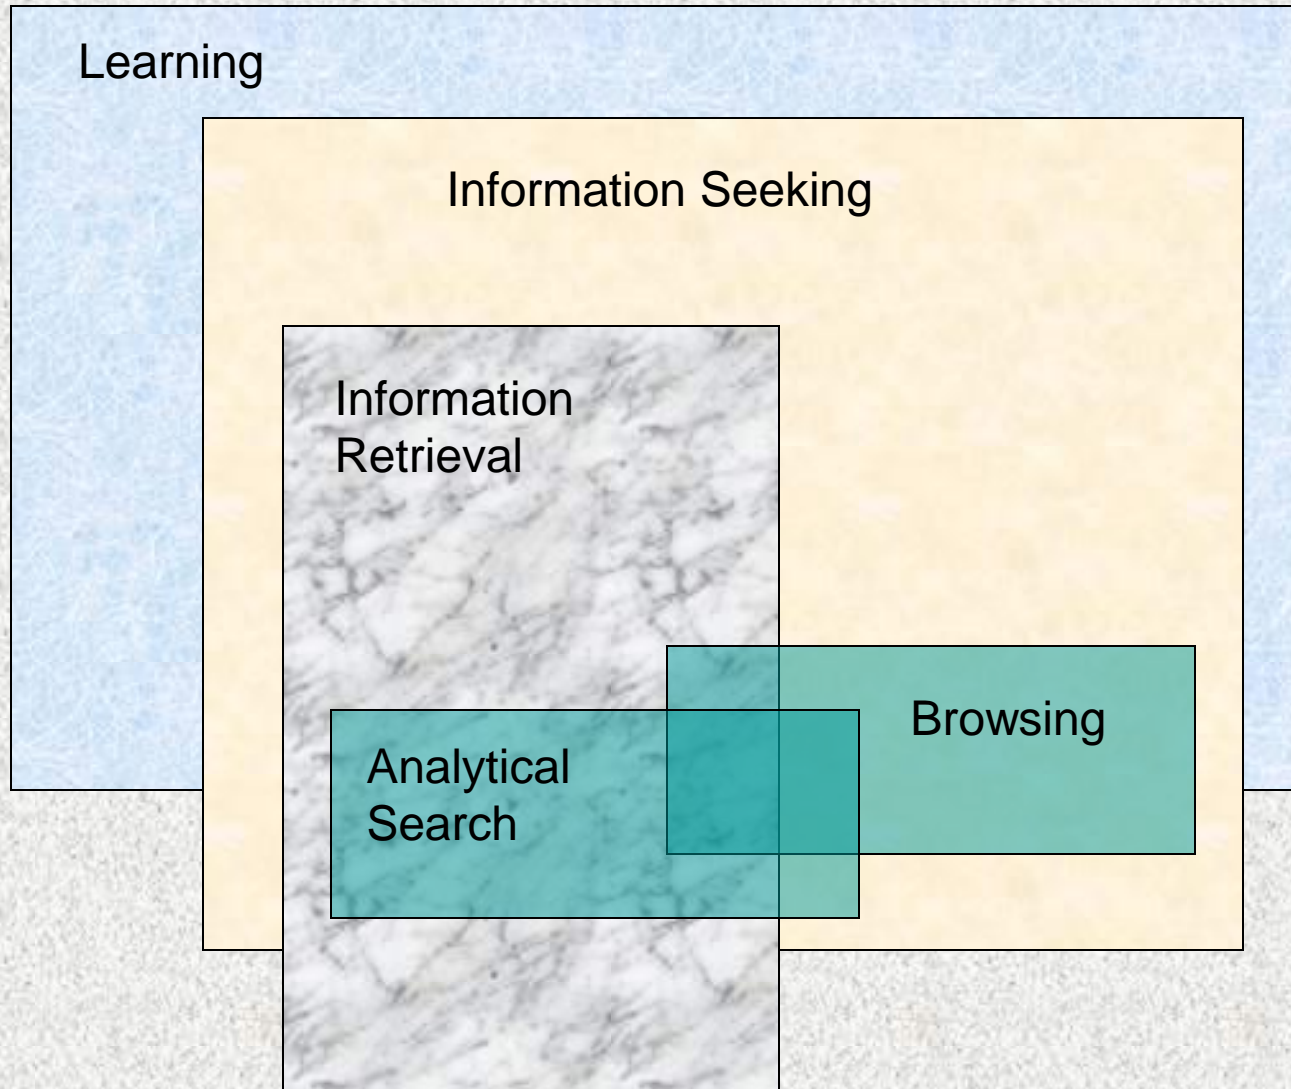 Learning
Information Seeking
Information
Retrieval
Browsing
Analytical
Search